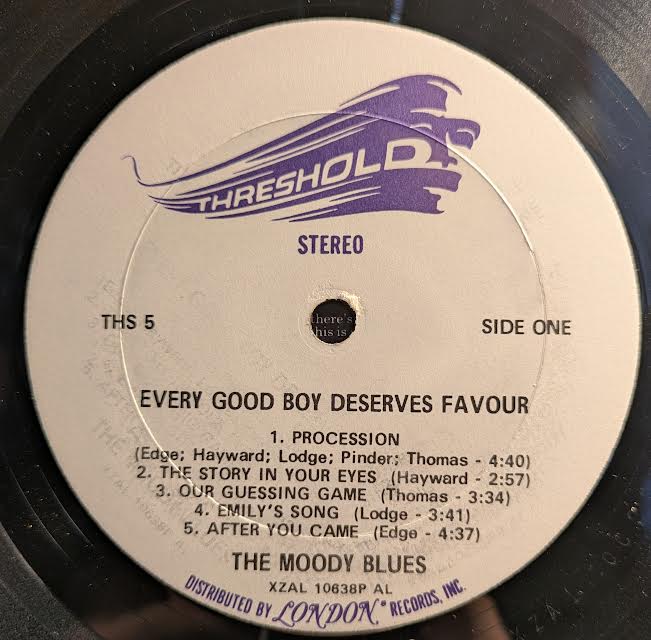 THRESHOLD
STEREO
THS 5
SIDE ONE
there's
his is
EVERY GOOD BOY DESERVES FAVOUR
1. PROCESSION
(Edge; Hayward; Lodge; Pinder; Thomas - 4:40)
2. THE STORY IN YOUR EYES (Hayward - 2:57)
3. OUR GUESSING GAME (Thomas - 3:34)
4. EMILY'S SONG (Lodge - 3:41)
5. AFTER YOU CAME (Edge - 4:37)
THE MOODY BLUES
XZAL 10638P AL
DISTRIBUTED BY LONDON® RECORDS, INC.